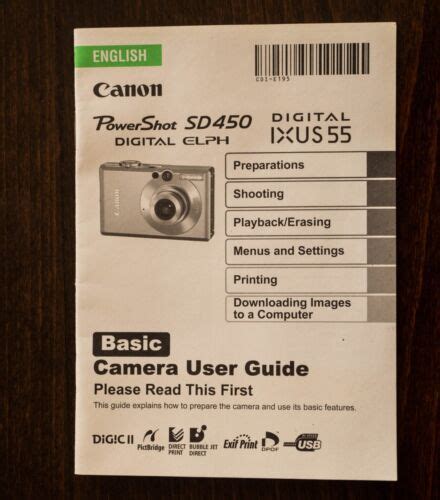 ENGLISH
CDI-E195
Canon
PowerShot SD450
DIGITAL ELPH
DIGITAL
IXUS 55
Canon
Preparations
Shooting
Playback/Erasing
Menus and Settings
Printing
Downloading Images
to a Computer
Basic
Camera User Guide
Please Read This First
This guide explains how to prepare the camera and use its basic features.
DIGIC II
PictBridge
DIRECT
PRINT
BUBBLE JET
DIRECT
Exif Print
DPOF
USB